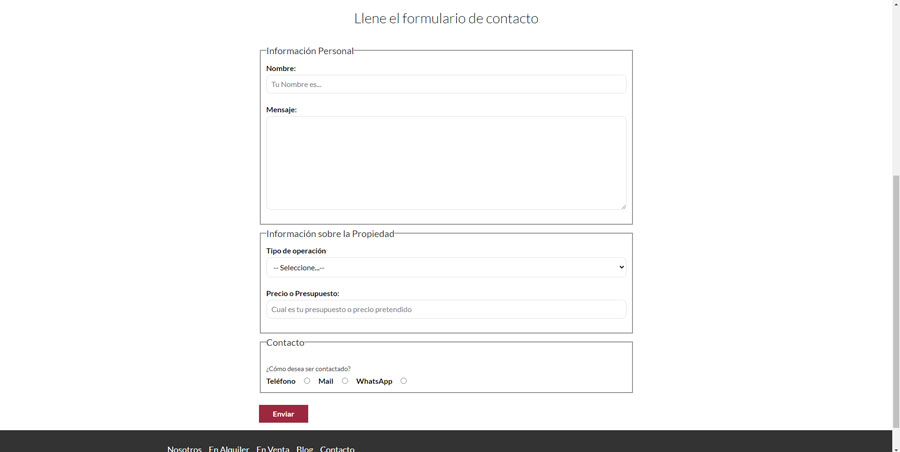 Llene el formulario de contacto
Información Personal
Nombre:
Tu Nombre es...
Mensaje:
Información sobre la Propiedad
Tipo de operación
-- Seleccione...--
Precio o Presupuesto:
Cual es tu presupuesto o precio pretendido
Contacto
¿Cómo desea ser contactado?
Teléfono Mail WhatsApp
Enviar
Nosotros En Alquiler En Venta Blog Contacto